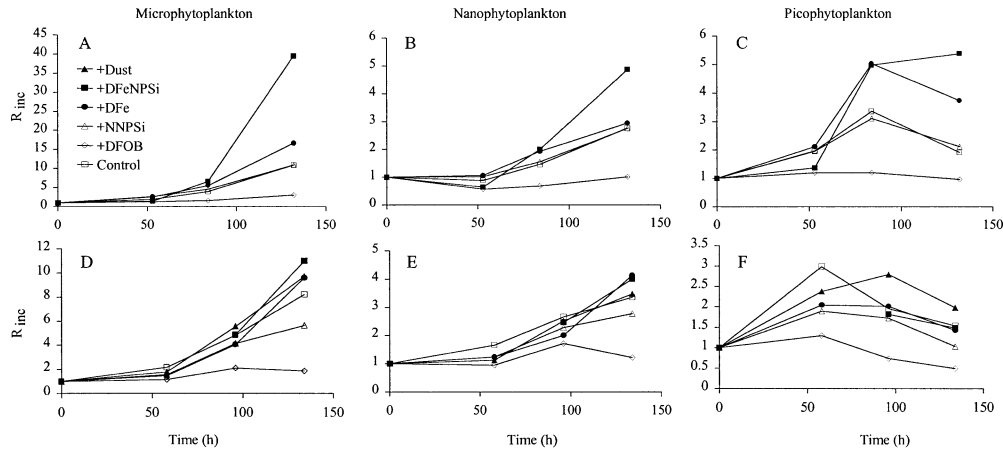 Microphytoplankton
Nanophytoplankton
Picophytoplankton
A
45
40
35
30
25
20
15
10
5
0
R inc
+Dust
+DFeNPSi
+DFe
+NNPSi
+DFOB
Control
0 50 100 150
B
6
5
4
3
2
1
0
0 50 100 150
C
6
5
4
3
2
1
0
0 50 100 150
D
12
10
8
6
4
2
0
R inc
0 50 100 150
Time (h)
E
5
4
3
2
1
0
0 50 100 150
Time (h)
F
3.5
3
2.5
2
1.5
1
0.5
0
0 50 100 150
Time (h)